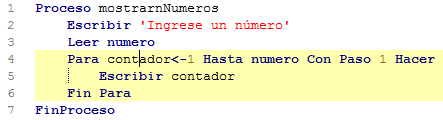 1 Proceso mostrarnNumeros
2 Escribir 'Ingrese un número'
3 Leer numero
4 Para contador<-1 Hasta numero Con Paso 1 Hacer
5 Escribir contador
6 Fin Para
7 FinProceso